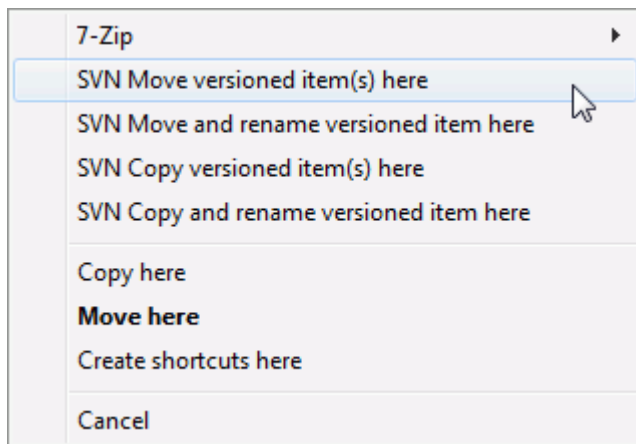 7-Zip
SVN Move versioned item(s) here
SVN Move and rename versioned item here
SVN Copy versioned item(s) here
SVN Copy and rename versioned item here
Copy here
Move here
Create shortcuts here
Cancel